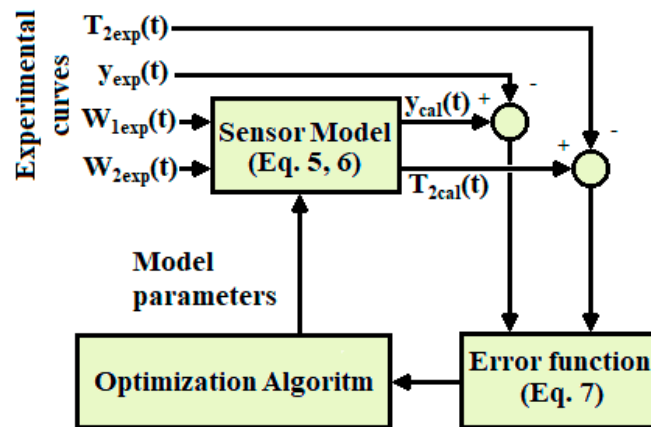 Experimental
curves
T2exp(t)
yexp(t)
W1exp(t)
W2exp(t)
Sensor Model
(Eq. 5, 6)
ycal(t)
+
-
T2cal(t)
+
-
Model
parameters
Optimization Algoritm
Error function
(Eq. 7)